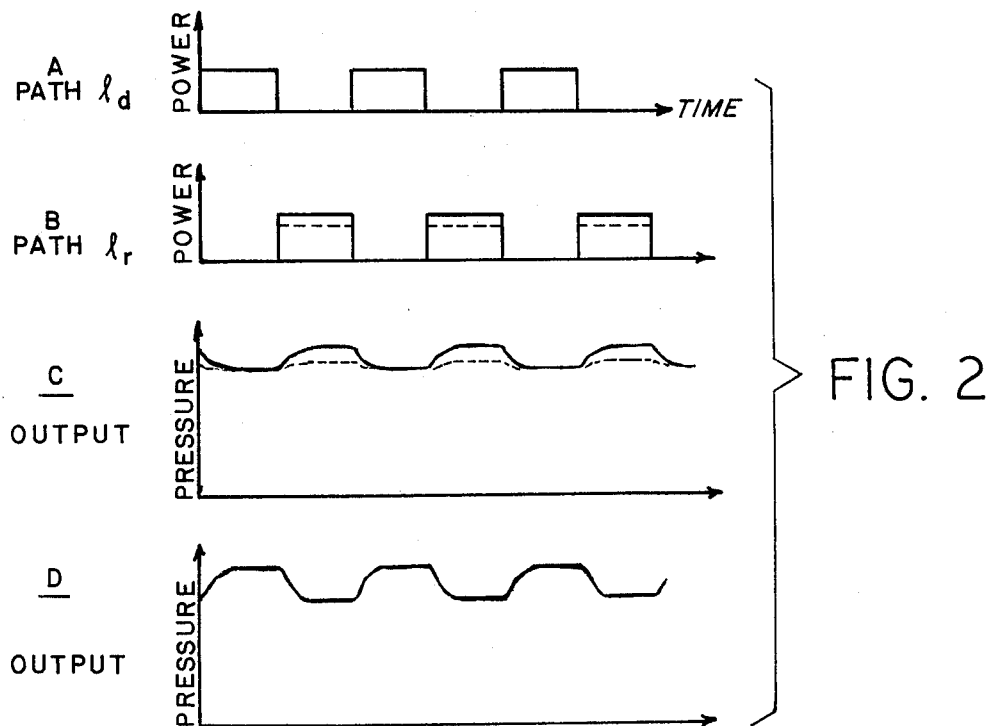 A
PATH ℓd
POWER
TIME
B
PATH ℓr
POWER
C
OUTPUT
PRESSURE
D
OUTPUT
PRESSURE
FIG. 2